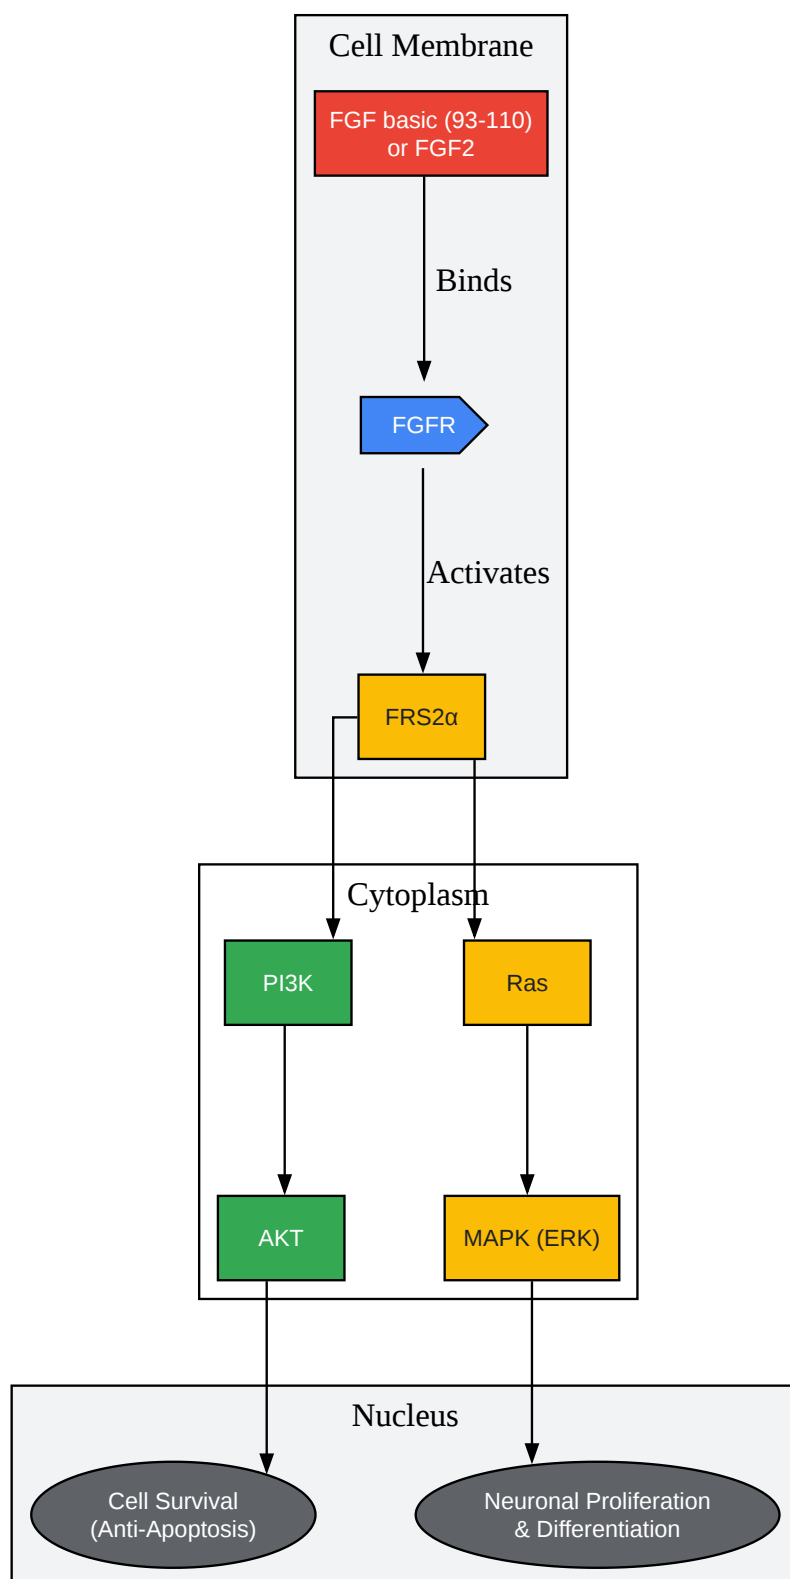 Cell Membrane
FGF basic (93-110)
or FGF2
Binds
FGFR
Activates
FRS2α
Cytoplasm
PI3K
Ras
AKT
MAPK (ERK)
Nucleus
Cell Survival
(Anti-Apoptosis)
Neuronal Proliferation
& Differentiation